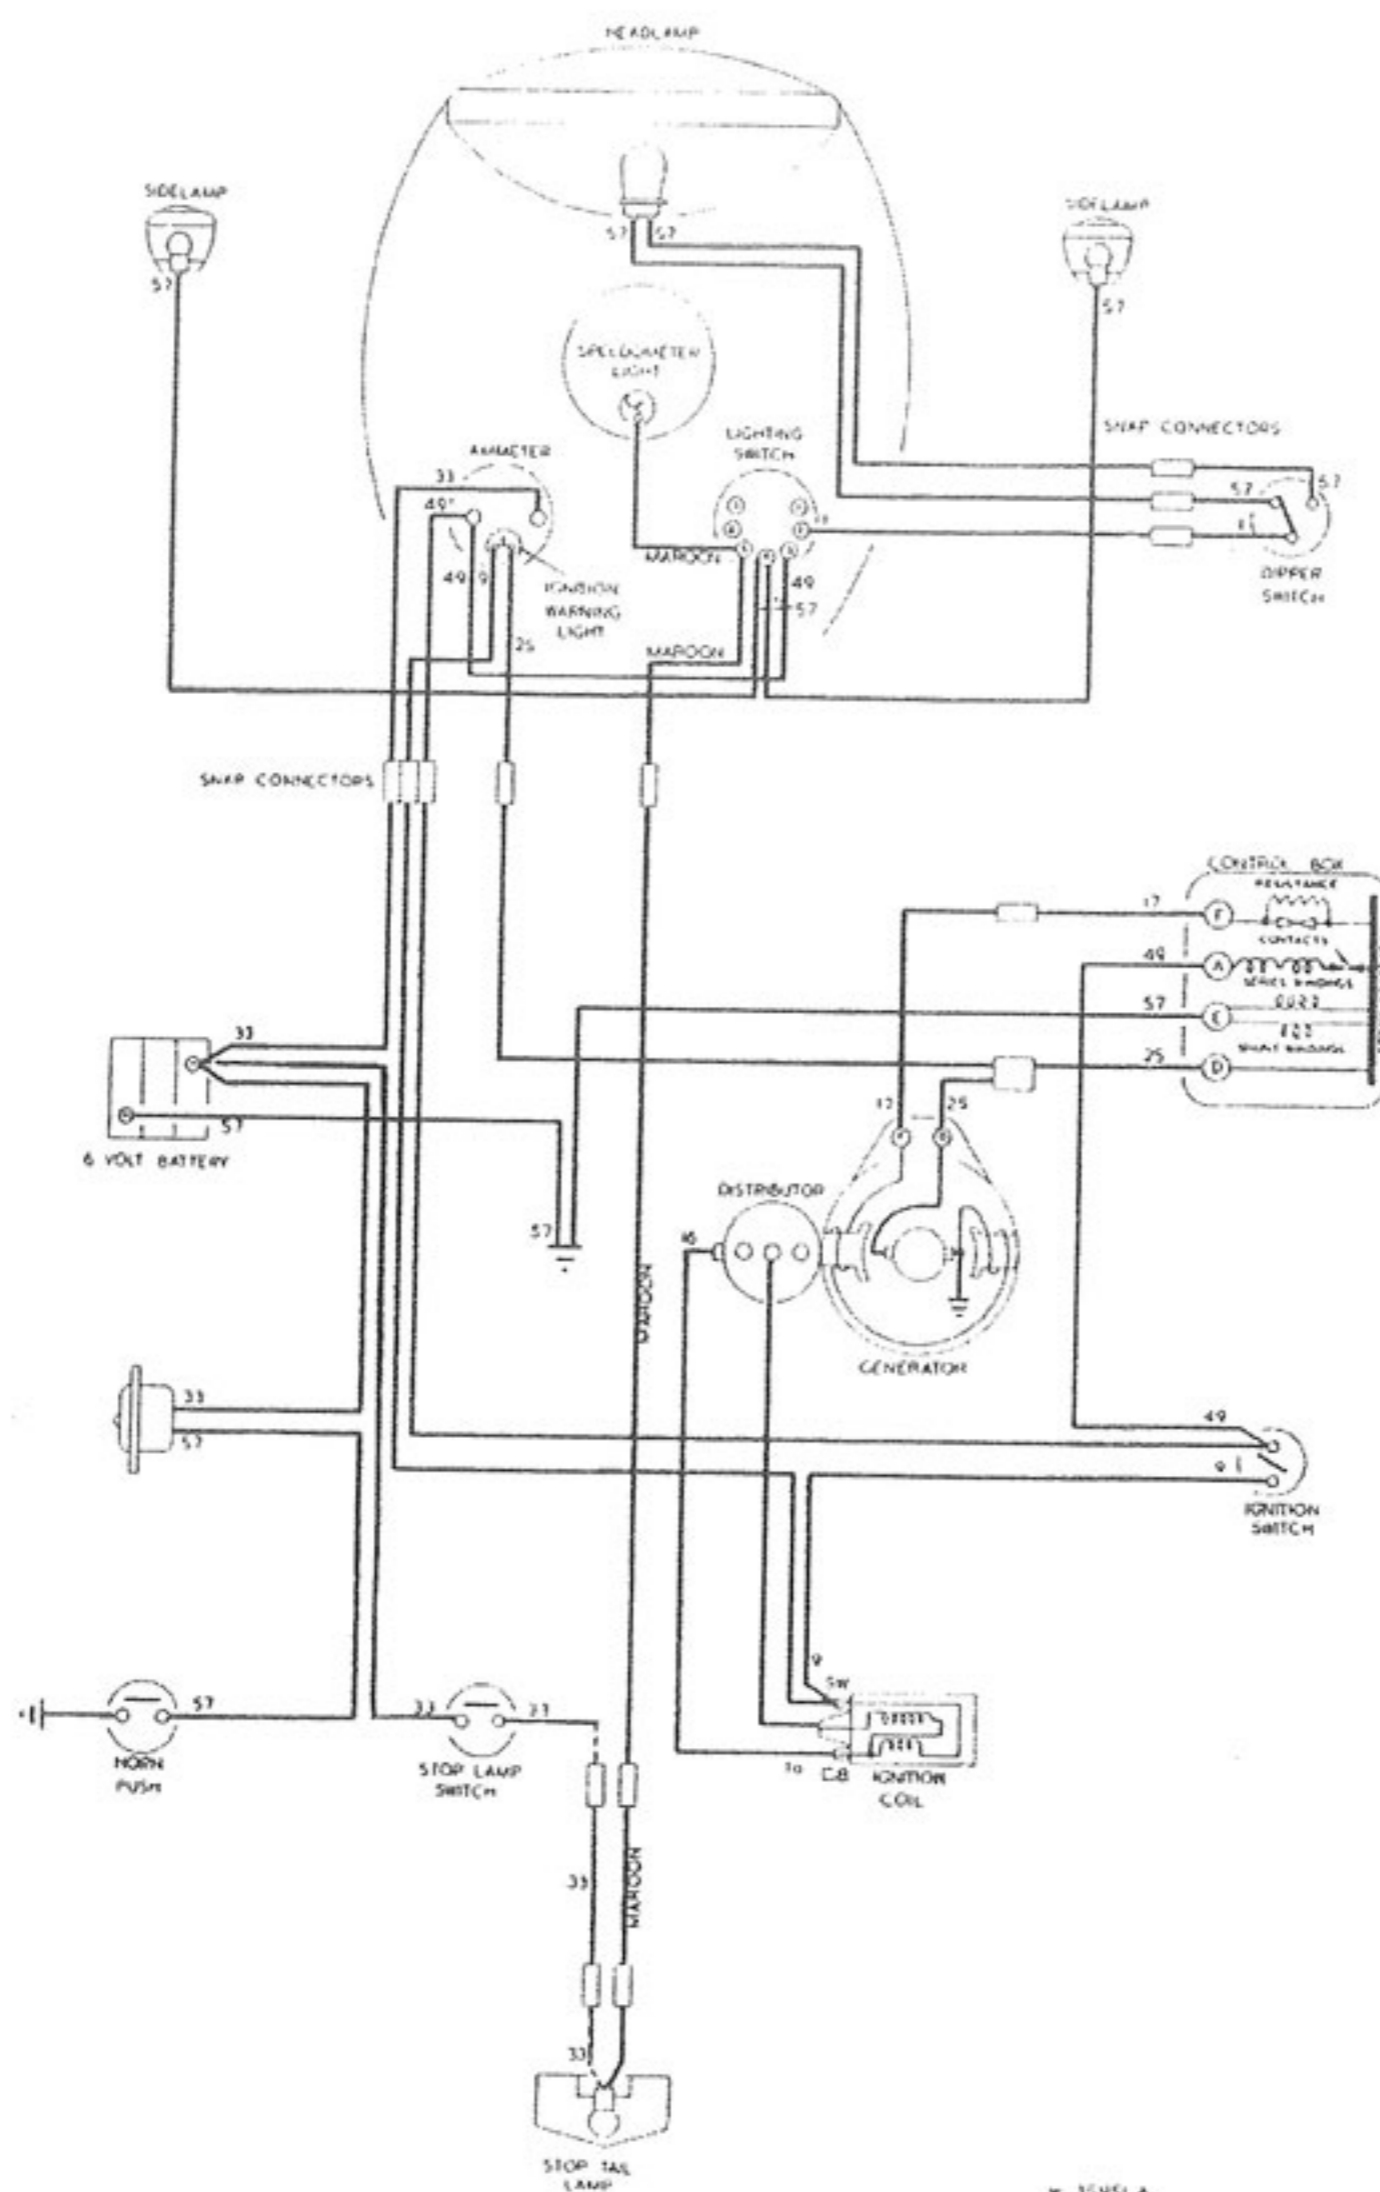 HEADLAMP
SIDELAMP
SIDELAMP
57
57
57
57
SPEEDOMETER
LIGHT
SNAP CONNECTORS
LIGHTING
SWITCH
AMMETER
33
49
57
57
MAROON
49
9
49
57
IGNITION
WARNING
LIGHT
DIPPER
SWITCH
25
MAROON
SNAP CONNECTORS
CONTROL BOX
RESISTANCE
17
F
CONTACTS
49
A
SERIES WINDINGS
57
E
SHUNT WINDINGS
25
D
33
57
6 VOLT BATTERY
17
25
DISTRIBUTOR
16
57
MAROON
GENERATOR
33
57
49
9
IGNITION
SWITCH
9
SW
57
33
33
HORN
PUSH
STOP LAMP
SWITCH
CB
IGNITION
COIL
33
MAROON
33
STOP TAIL
LAMP